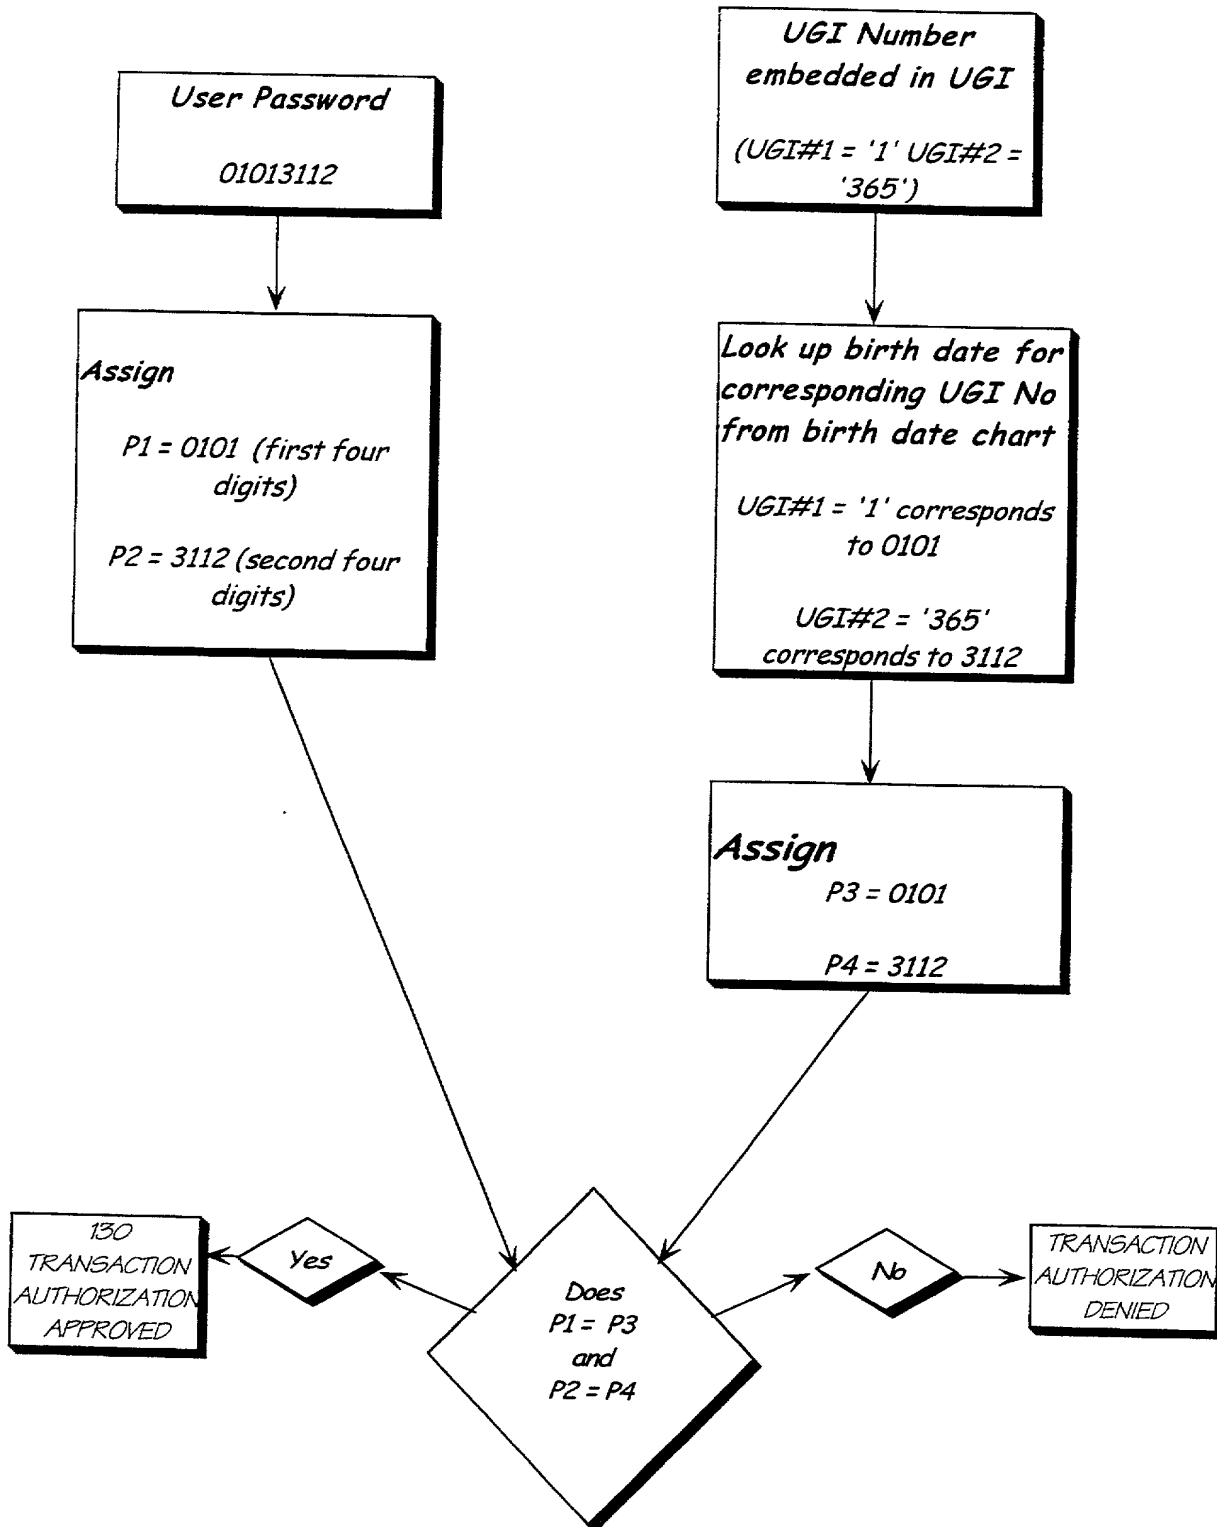 User Password
01013112
UGI Number
embedded in UGI
(UGI#1 = '1' UGI#2 =
'365')
Assign
P1 = 0101 (first four
digits)
P2 = 3112 (second four
digits)
Look up birth date for
corresponding UGI No
from birth date chart
UGI#1 = '1' corresponds
to 0101
UGI#2 = '365'
corresponds to 3112
Assign
P3 = 0101
P4 = 3112
130
TRANSACTION
AUTHORIZATION
APPROVED
Yes
Does
P1 = P3
and
P2 = P4
No
TRANSACTION
AUTHORIZATION
DENIED